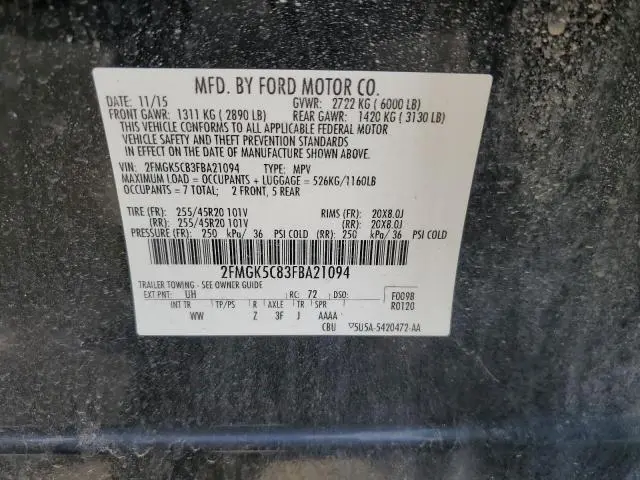 MFD. BY FORD MOTOR CO.
DATE: 11/15 GVWR: 2722 KG ( 6000 LB)
FRONT GAWR: 1311 KG ( 2890 LB) REAR GAWR: 1420 KG ( 3130 LB)
THIS VEHICLE CONFORMS TO ALL APPLICABLE FEDERAL MOTOR
VEHICLE SAFETY AND THEFT PREVENTION STANDARDS IN EFFECT ON THE
DATE OF MANUFACTURE SHOWN ABOVE.
VIN: 2FMGK5C83FBA21094 TYPE: MPV
MAXIMUM LOAD = OCCUPANTS + LUGGAGE = 526KG/1160LB
OCCUPANTS = 7 TOTAL; 2 FRONT, 5 REAR
TIRE (FR): 255/45R20 101V RIMS (FR): 20X8.0J
(RR): 255/45R20 101V (RR): 20X8.0J
PRESSURE (FR): 250 kPa/ 36 PSI COLD (RR): 250 kPa/ 36 PSI COLD
2FMGK5C83FBA21094
TRAILER TOWING - SEE OWNER GUIDE
EXT PNT: UH RC: 72 DSO: F0098
INT TR TP/PS R AXLE TR SPR R0120
WW Z 3F J AAAA
CBU 5U5A-5420472-AA